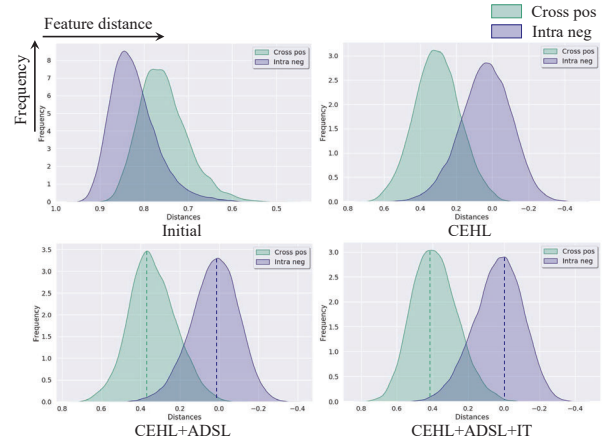 Feature distance
Cross pos
Intra neg
Frequency
Cross pos
Intra neg
8
7
6
5
4
3
2
1
0
Frequency
1.0 0.9 0.8 0.7 0.6 0.5
Distances
Initial
Cross pos
Intra neg
3.0
2.5
2.0
1.5
1.0
0.5
0.0
Frequency
0.8 0.6 0.4 0.2 0.0 −0.2 −0.4
Distances
CEHL
Cross pos
Intra neg
3.5
3.0
2.5
2.0
1.5
1.0
0.5
0.0
Frequency
0.8 0.6 0.4 0.2 0.0 −0.2 −0.4
Distances
CEHL+ADSL
Cross pos
Intra neg
3.0
2.5
2.0
1.5
1.0
0.5
0.0
Frequency
0.8 0.6 0.4 0.2 0.0 −0.2 −0.4
Distances
CEHL+ADSL+IT